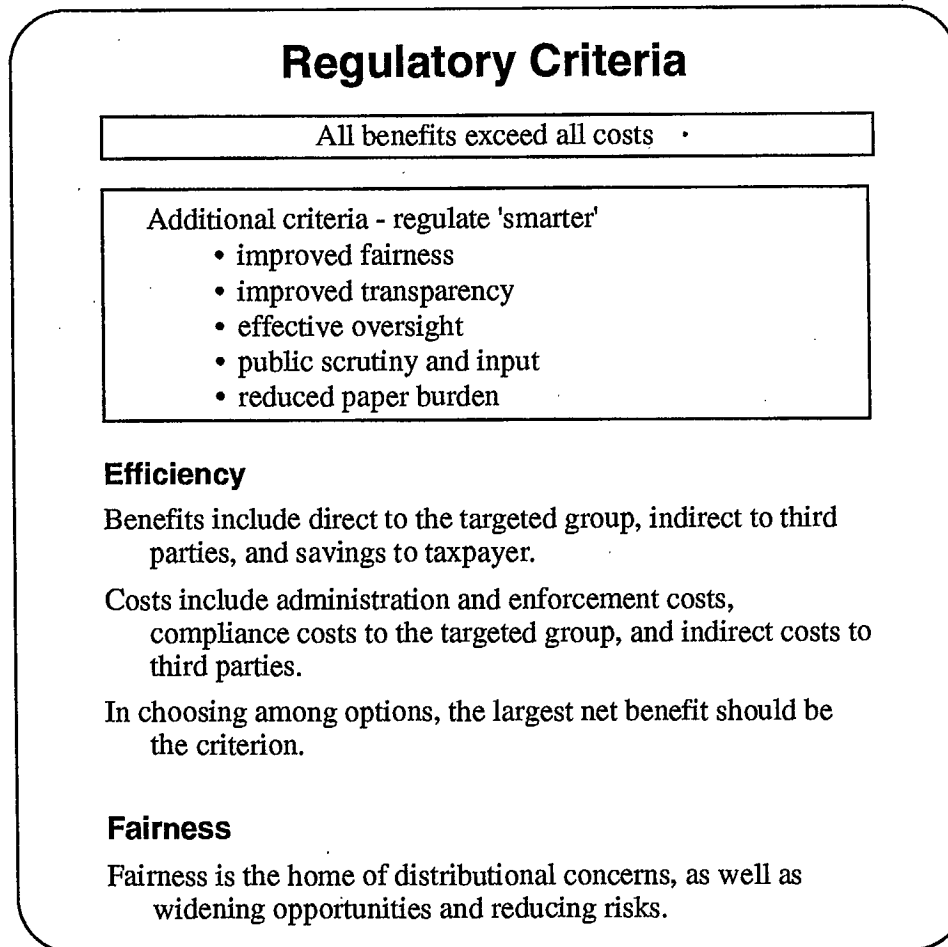 Regulatory Criteria
All benefits exceed all costs
Additional criteria - regulate 'smarter'
• improved fairness
• improved transparency
• effective oversight
• public scrutiny and input
• reduced paper burden
Efficiency
Benefits include direct to the targeted group, indirect to third
parties, and savings to taxpayer.
Costs include administration and enforcement costs,
compliance costs to the targeted group, and indirect costs to
third parties.
In choosing among options, the largest net benefit should be
the criterion.
Fairness
Fairness is the home of distributional concerns, as well as
widening opportunities and reducing risks.